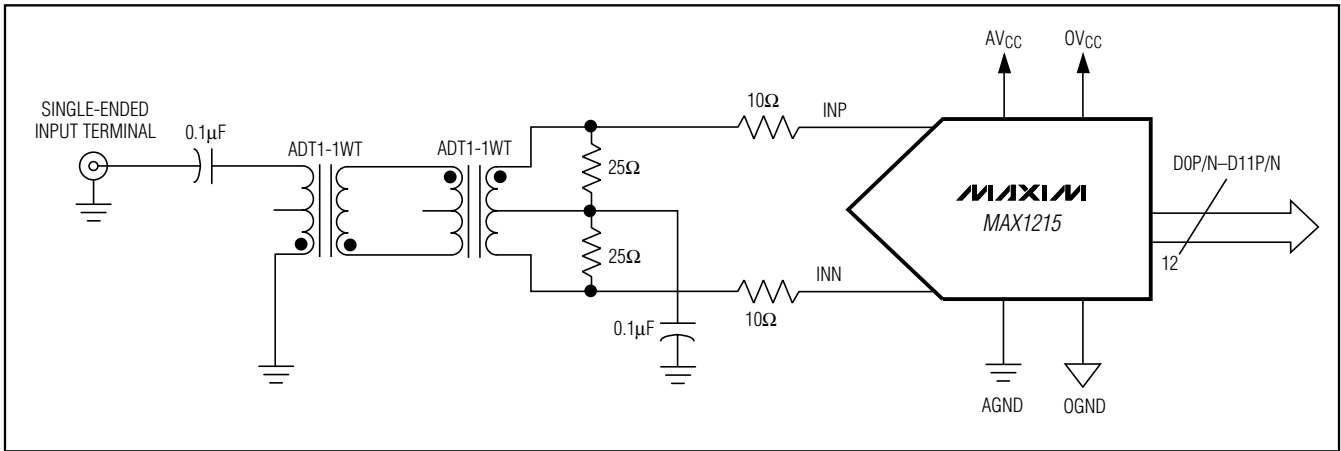 AVCC
OVCC
SINGLE-ENDED
INPUT TERMINAL
0.1µF
ADT1-1WT
ADT1-1WT
10Ω
INP
25Ω
25Ω
MAXIM
MAX1215
D0P/N–D11P/N
12
INN
10Ω
0.1µF
AGND
OGND